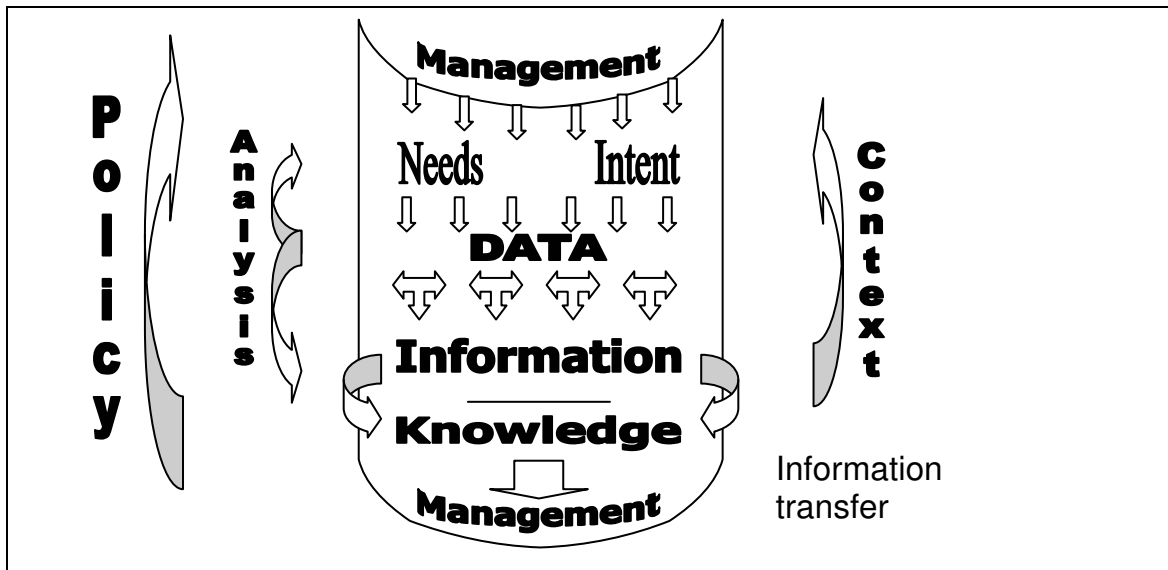 Policy
Analysis
Management
Needs Intent
DATA
Information
Knowledge
Management
Context
Information
transfer